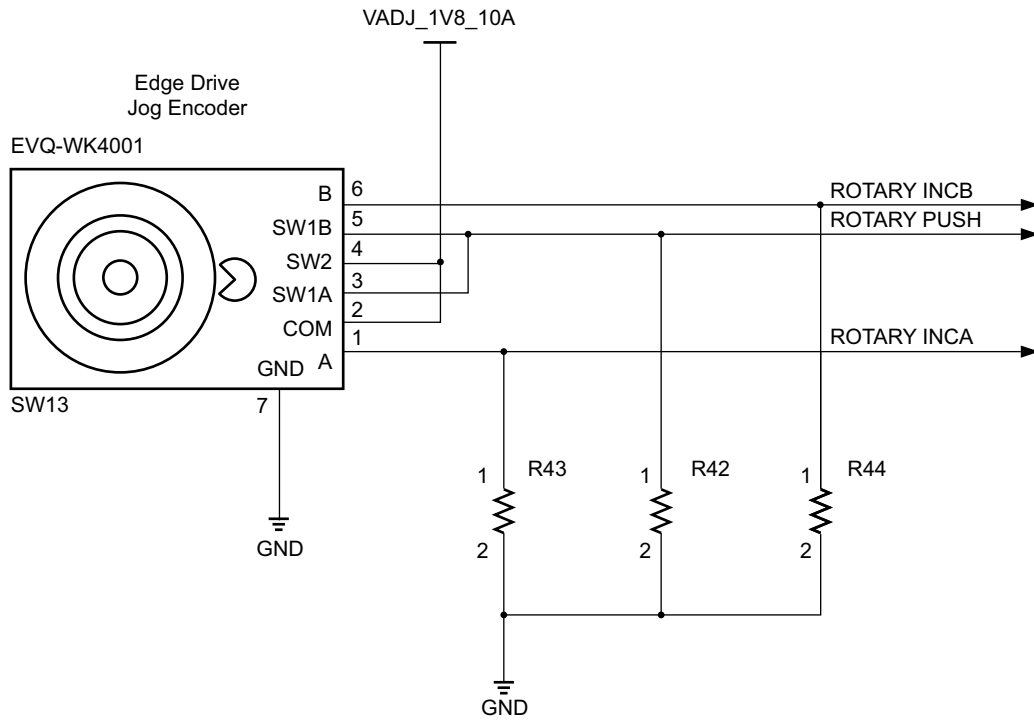 VADJ_1V8_10A
Edge Drive
Jog Encoder
EVQ-WK4001
B
6
ROTARY INCB
SW1B
5
ROTARY PUSH
SW2
4
SW1A
3
COM
2
A
1
ROTARY INCA
GND
7
SW13
GND
1
R43
2
1
R42
2
1
R44
2
GND